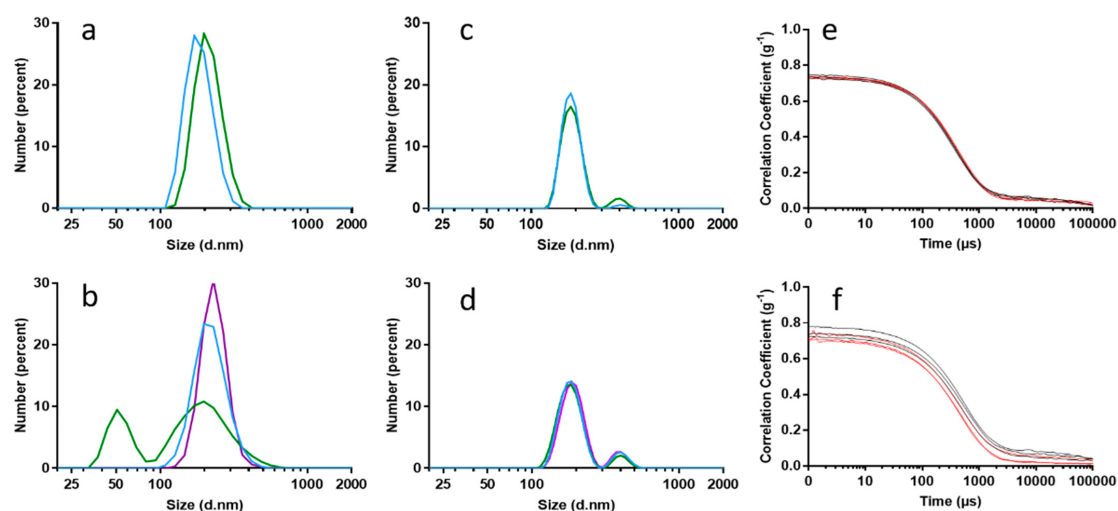 a
Number (percent)
30
20
10
0
25 50 100 1000 2000
Size (d.nm)
c
Number (percent)
30
20
10
0
25 50 100 1000 2000
Size (d.nm)
e
Correlation Coefficient (g⁻¹)
1.0
0.8
0.6
0.4
0.2
0.0
0 10 100 1000 10000 100000
Time (µs)
b
Number (percent)
30
20
10
0
25 50 100 1000 2000
Size (d.nm)
d
Number (percent)
30
20
10
0
25 50 100 1000 2000
Size (d.nm)
f
Correlation Coefficient (g⁻¹)
1.0
0.8
0.6
0.4
0.2
0.0
0 10 100 1000 10000 100000
Time (µs)